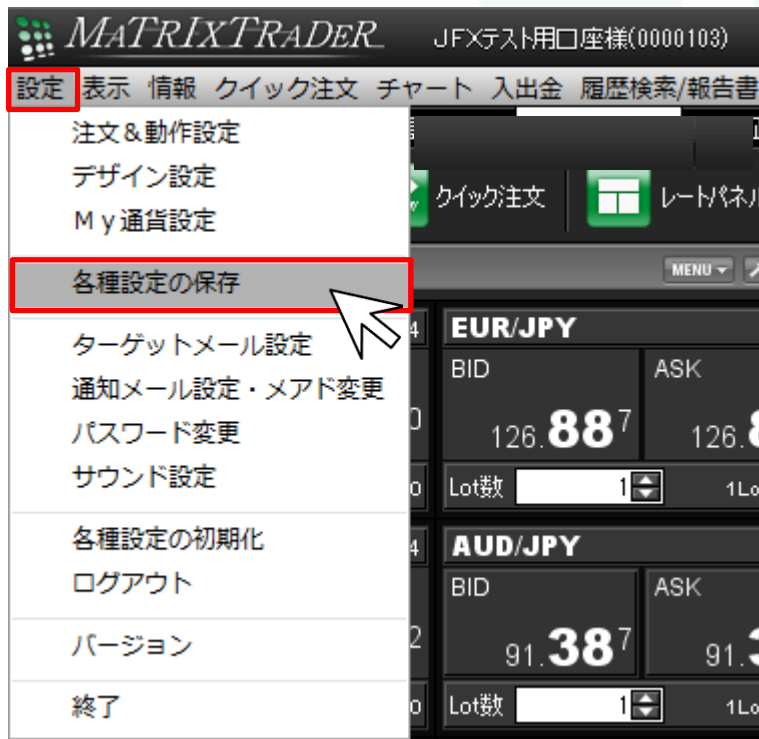 MATRIXTRADER JFXテスト用口座様(0000103)
設定 表示 情報 クイック注文 チャート 入出金 履歴検索/報告書
注文&動作設定
デザイン設定
My通貨設定
各種設定の保存
ターゲットメール設定
通知メール設定・メアド変更
パスワード変更
サウンド設定
各種設定の初期化
ログアウト
バージョン
終了
クイック注文 レートパネル
MENU
4 EUR/JPY
BID ASK
0 126.887 126.
0 Lot数 1 1Lo
4 AUD/JPY
BID ASK
2 91.387 91.
0 Lot数 1 1Lo